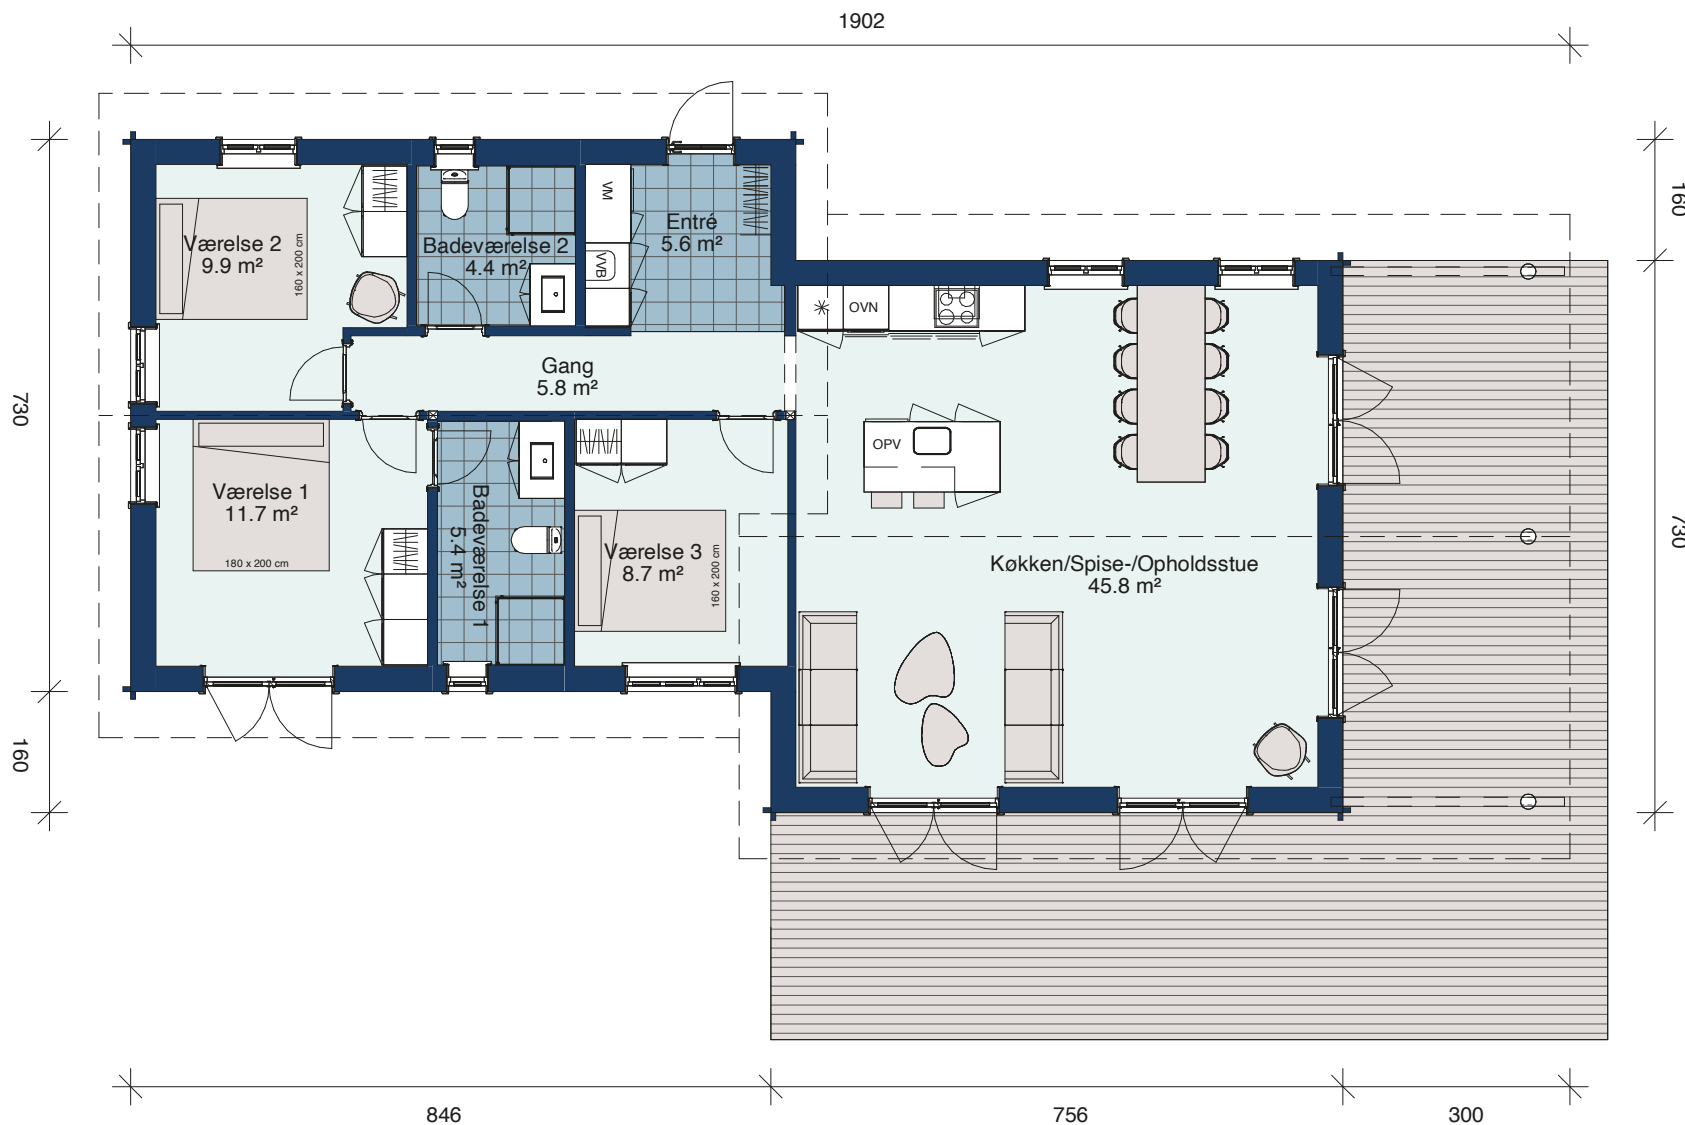 1902
160
VM
Entré
5.6 m²
Værelse 2
9.9 m²
160 x 200 cm
Badeværelse 2
4.4 m²
VVB
OVN
Gang
5.8 m²
730
OPV
Værelse 1
11.7 m²
180 x 200 cm
Badeværelse 1
5.4 m²
Værelse 3
8.7 m²
160 x 200 cm
Køkken/Spise-/Opholdsstue
45.8 m²
730
160
846
756
300